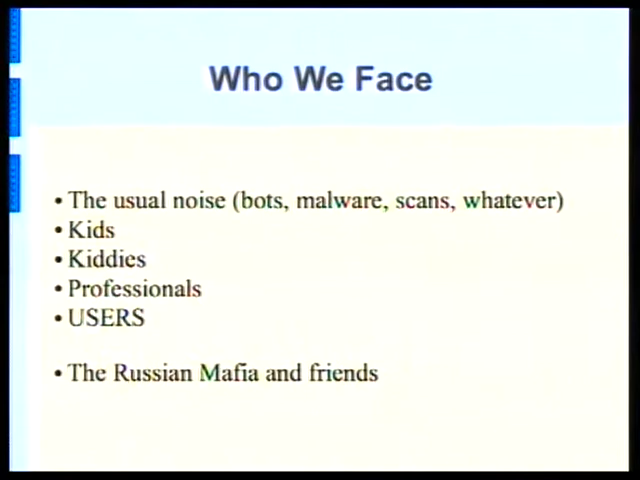 Who We Face
• The usual noise (bots, malware, scans, whatever)
• Kids
• Kiddies
• Professionals
• USERS
• The Russian Mafia and friends